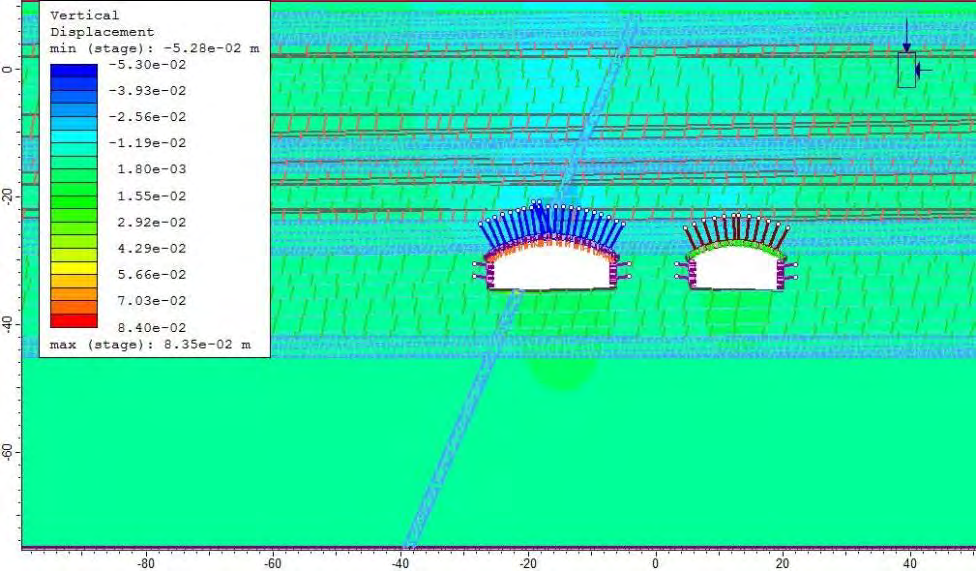 Vertical
Displacement
min (stage): -5.28e-02 m
-5.30e-02
-3.93e-02
-2.56e-02
-1.19e-02
1.80e-03
1.55e-02
2.92e-02
4.29e-02
5.66e-02
7.03e-02
8.40e-02
max (stage): 8.35e-02 m
0
-20
-40
-60
-80
-60
-40
-20
0
20
40